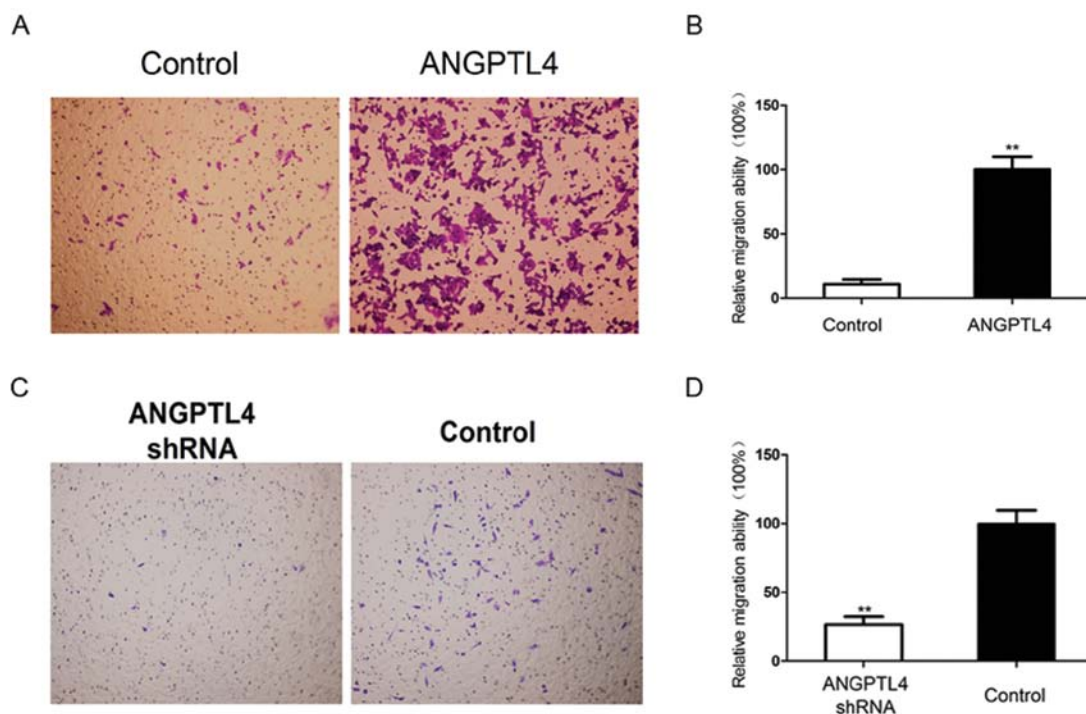 A
Control
ANGPTL4
B
Relative migration ability（100%）
150
100
50
0
**
Control
ANGPTL4
C
ANGPTL4
shRNA
Control
D
Relative migration ability（100%）
150
100
50
0
**
ANGPTL4
shRNA
Control